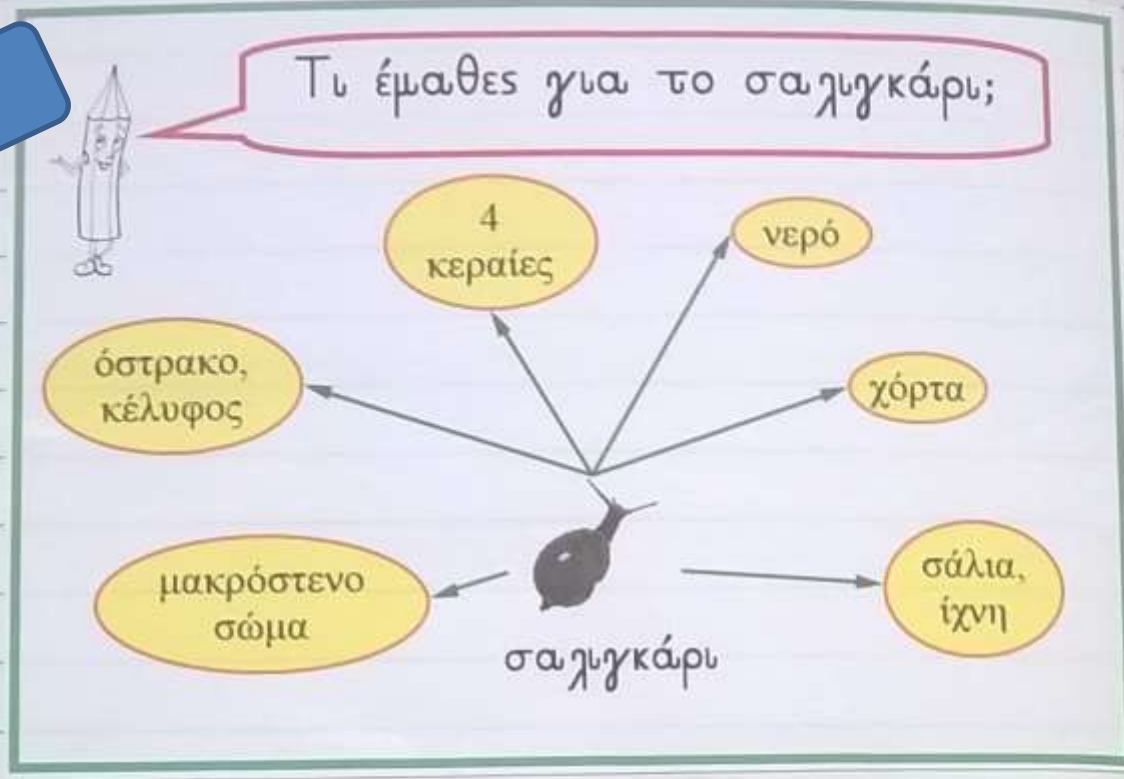 Τι έμαθες για το σαλιγκάρι;
4
κεραίες
νερό
όστρακο,
κέλυφος
χόρτα
μακρόστενο
σώμα
σάλια,
ίχνη
σαλιγκάρι